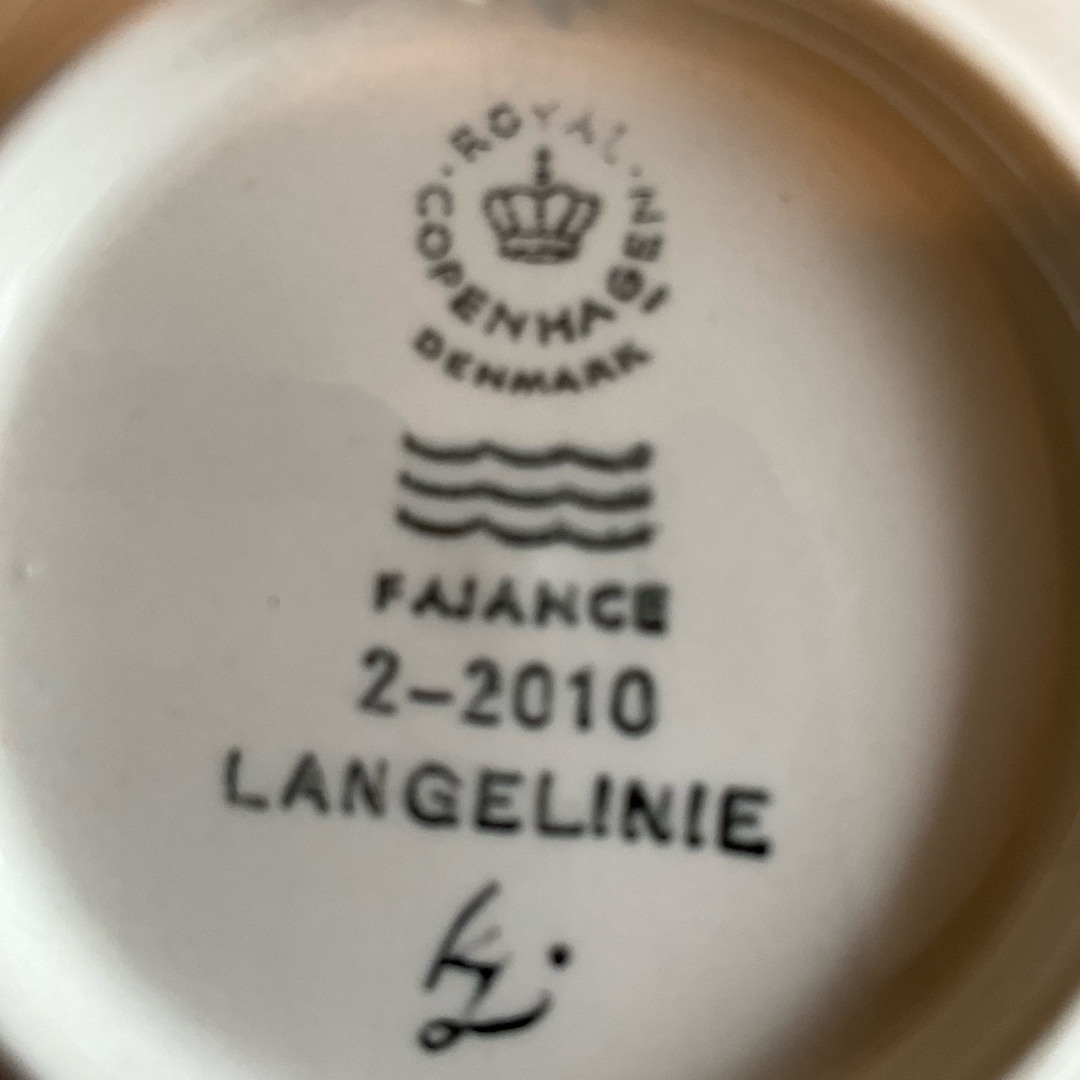 ROYAL
COPENHAGEN
DENMARK
FAJANCE
2-2010
LANGELINIE